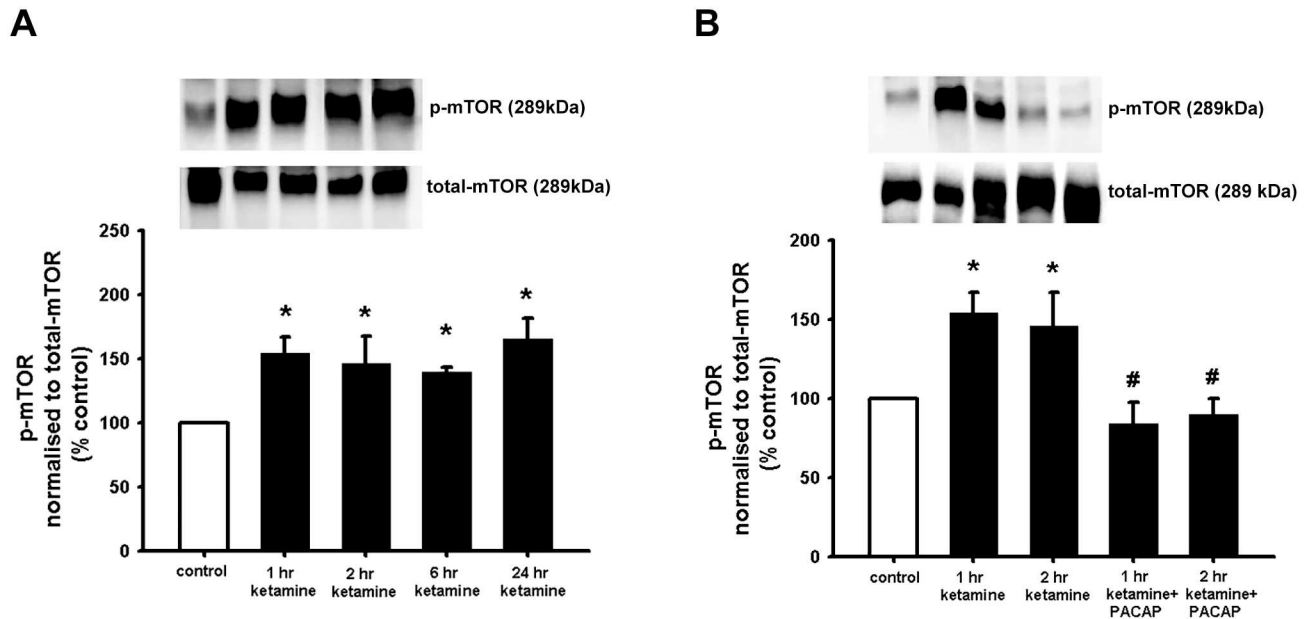 A
p-mTOR (289kDa)
total-mTOR (289kDa)
p-mTOR
normalised to total-mTOR
(% control)
250
200
150
100
50
0
*
*
*
*
control
1 hr
ketamine
2 hr
ketamine
6 hr
ketamine
24 hr
ketamine
B
p-mTOR (289kDa)
total-mTOR (289 kDa)
p-mTOR
normalised to total-mTOR
(% control)
200
150
100
50
0
*
*
#
#
control
1 hr
ketamine
2 hr
ketamine
1 hr
ketamine+
PACAP
2 hr
ketamine+
PACAP